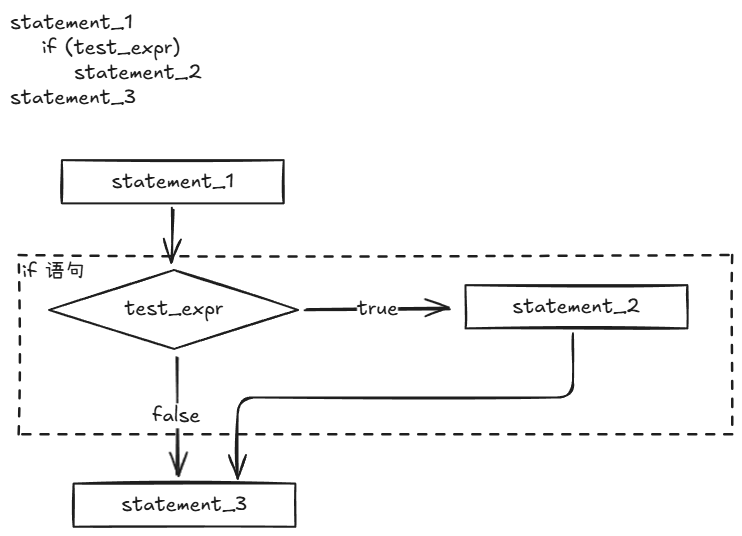 statement_1
if (test_expr)
statement_2
statement_3
statement_1
if 语句
test_expr
true
statement_2
false
statement_3